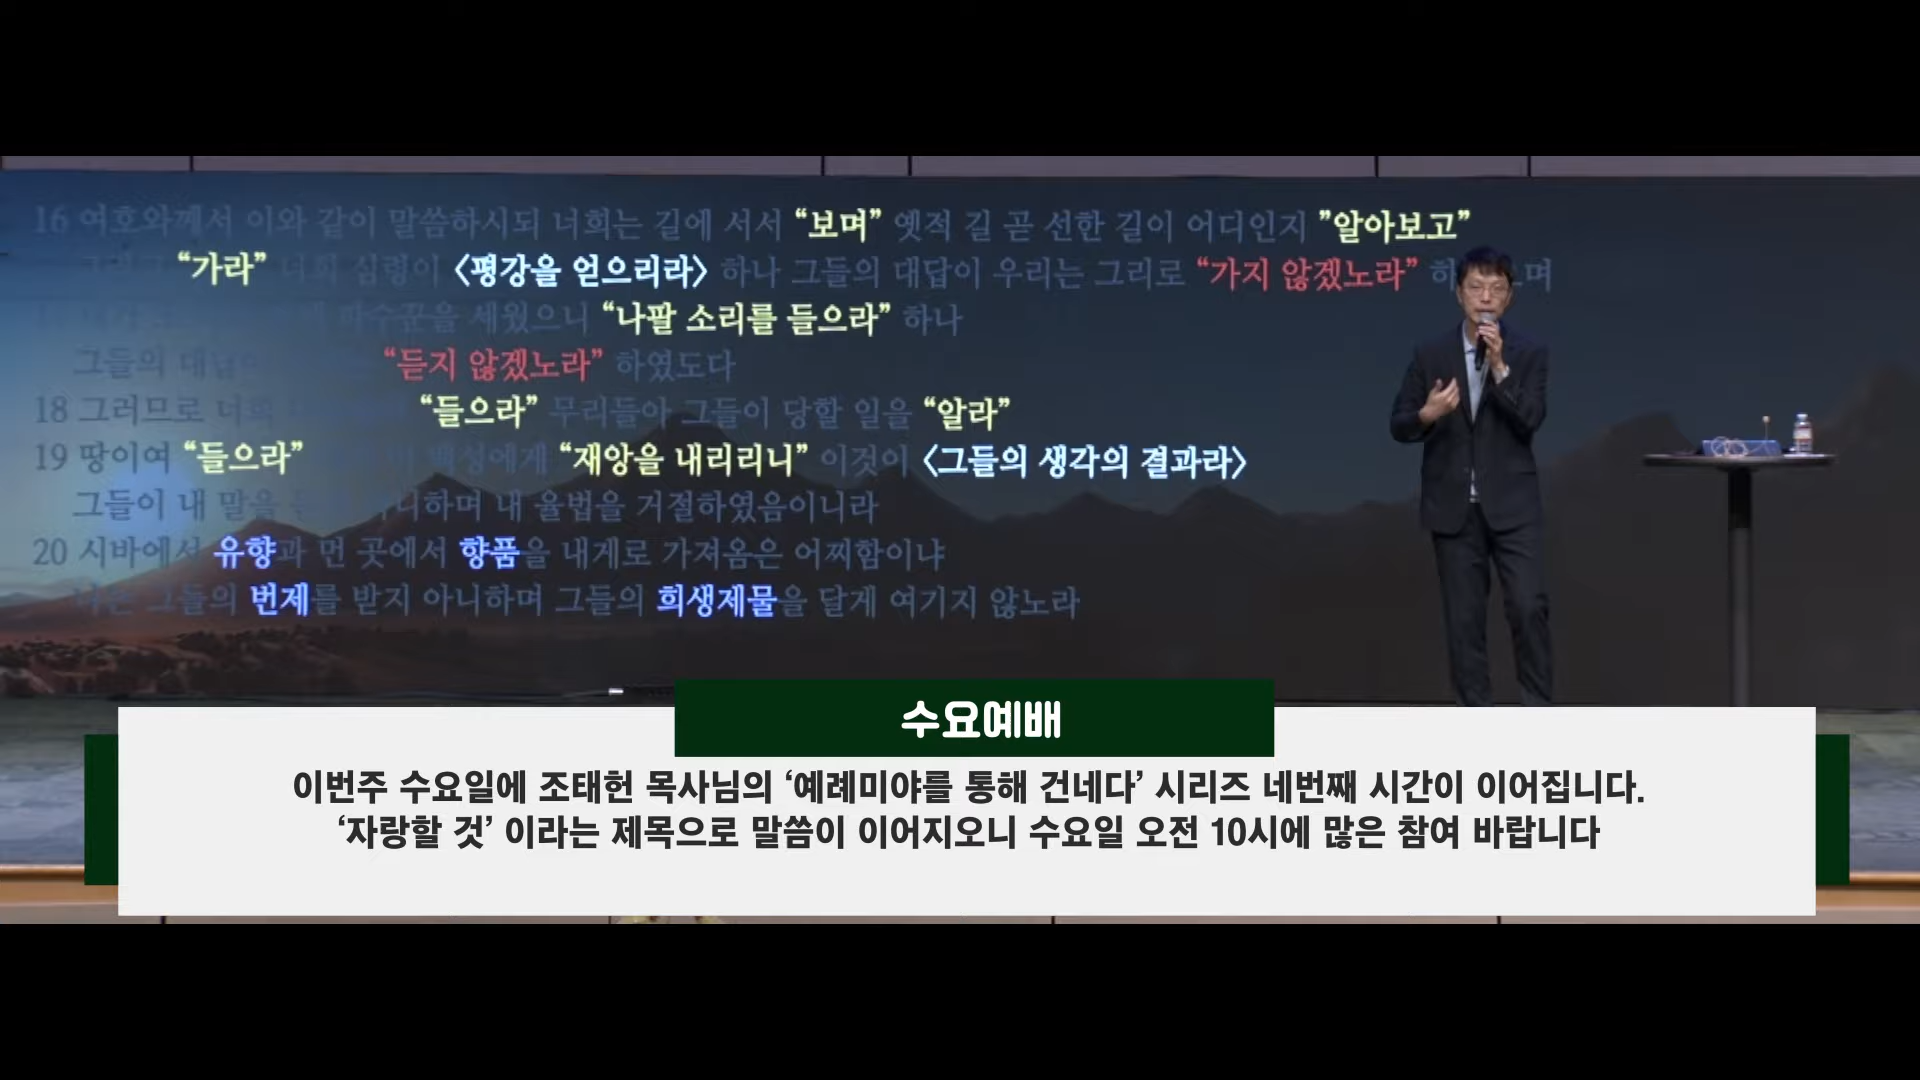 16 여호와께서 이와 같이 말씀하시되 너희는 길에 서서 “보며” 옛적 길 곧 선한 길이 어디인지 ”알아보고”
“가라” 너희 심령이 〈평강을 얻으리라〉 하나 그들의 대답이 우리는 그리로 “가지 않겠노라”
파수꾼을 세웠으니 “나팔 소리를 들으라” 하나
그들의 “듣지 않겠노라” 하였도다
18 그러므로 너희 “들으라” 무리들아 그들이 당할 일을 “알라”
19 땅이여 “들으라” 백성에게 “재앙을 내리리니” 이것이 〈그들의 생각의 결과라〉
그들이 내 말을 내 율법을 거절하였음이니라
20 시바에서 유향과 먼 곳에서 향품을 내게로 가져옴은 어찌함이냐
나는 그들의 번제를 받지 아니하며 그들의 희생제물을 달게 여기지 않노라
수요예배
이번주 수요일에 조태헌 목사님의 ‘예례미야를 통해 건네다’ 시리즈 네번째 시간이 이어집니다.
‘자랑할 것’ 이라는 제목으로 말씀이 이어지오니 수요일 오전 10시에 많은 참여 바랍니다